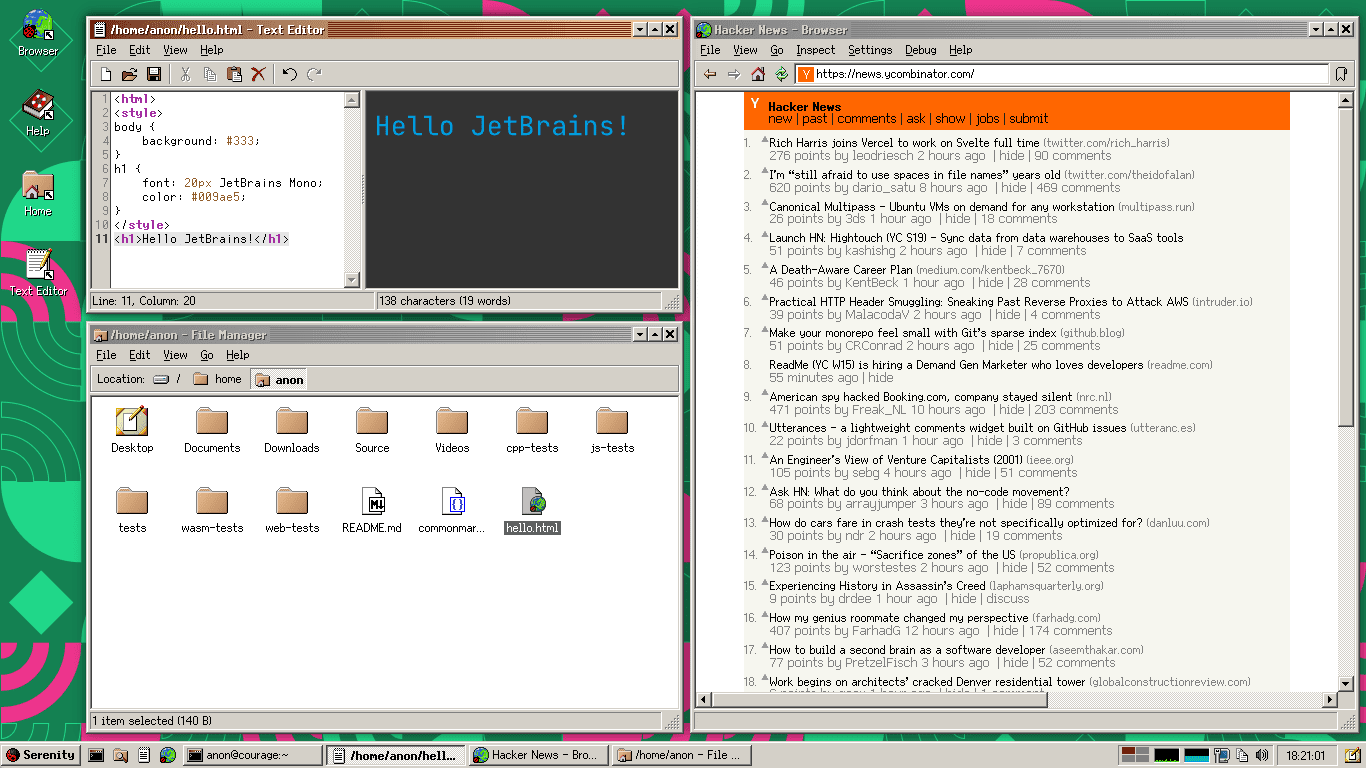 Browser
Help
Home
Text Editor
/home/anon/hello.html - Text Editor
File Edit View Help
1 <html>
2 <style>
3 body {
4 background: #333;
5 }
6 h1 {
7 font: 20px JetBrains Mono;
8 color: #009ae5;
9 }
10 </style>
11 <h1>Hello JetBrains!</h1>
Hello JetBrains!
Line: 11, Column: 20
138 characters (19 words)
/home/anon - File Manager
File Edit View Go Help
Location: / home anon
Desktop Documents Downloads Source Videos cpp-tests js-tests
tests wasm-tests web-tests README.md commonmar... hello.html
1 item selected (140 B)
Hacker News - Browser
File View Go Inspect Settings Debug Help
https://news.ycombinator.com/
Y Hacker News
new | past | comments | ask | show | jobs | submit
1. Rich Harris joins Vercel to work on Svelte full time (twitter.com/rich_harris)
276 points by leodriesch 2 hours ago | hide | 90 comments
2. I'm “still afraid to use spaces in file names” years old (twitter.com/theidofalan)
620 points by dario_satu 8 hours ago | hide | 469 comments
3. Canonical Multipass - Ubuntu VMs on demand for any workstation (multipass.run)
26 points by 3ds 1 hour ago | hide | 18 comments
4. Launch HN: Hightouch (YC S19) - Sync data from data warehouses to SaaS tools
51 points by kashishg 2 hours ago | hide | 7 comments
5. A Death-Aware Career Plan (medium.com/kentbeck_7670)
46 points by KentBeck 1 hour ago | hide | 28 comments
6. Practical HTTP Header Smuggling: Sneaking Past Reverse Proxies to Attack AWS (intruder.io)
39 points by MalacodaV 2 hours ago | hide | 4 comments
7. Make your monorepo feel small with Git's sparse index (github.blog)
51 points by CRConrad 2 hours ago | hide | 25 comments
8. ReadMe (YC W15) is hiring a Demand Gen Marketer who loves developers (readme.com)
55 minutes ago | hide
9. American spy hacked Booking.com, company stayed silent (nrc.nl)
471 points by Freak_NL 10 hours ago | hide | 203 comments
10. Utterances - a lightweight comments widget built on GitHub issues (utteranc.es)
22 points by jdorfman 1 hour ago | hide | 3 comments
11. An Engineer's View of Venture Capitalists (2001) (ieee.org)
105 points by sebg 4 hours ago | hide | 51 comments
12. Ask HN: What do you think about the no-code movement?
68 points by arrayjumper 3 hours ago | hide | 89 comments
13. How do cars fare in crash tests they're not specifically optimized for? (danluu.com)
30 points by ndr 2 hours ago | hide | 19 comments
14. Poison in the air - “Sacrifice zones” of the US (propublica.org)
123 points by worstestes 2 hours ago | hide | 52 comments
15. Experiencing History in Assassin's Creed (laphamsquarterly.org)
9 points by drdee 1 hour ago | hide | discuss
16. How my genius roommate changed my perspective (farhadg.com)
407 points by FarhadG 12 hours ago | hide | 174 comments
17. How to build a second brain as a software developer (aseemthakar.com)
77 points by PretzelFisch 3 hours ago | hide | 52 comments
18. Work begins on architects' cracked Denver residential tower (globalconstructionreview.com)
Serenity anon@courage:~ /home/anon/hell... Hacker News - Bro... /home/anon - File ... 18:21:01